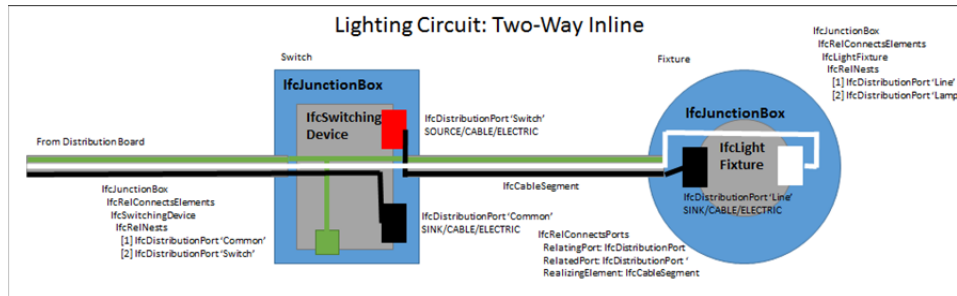 Lighting Circuit: Two-Way Inline
IfcJunctionBox
IfcRelConnectsElements
IfcLightFixture
IfcRelNests
[1] IfcDistributionPort 'Line'
[2] IfcDistributionPort 'Lamp
Switch
Fixture
IfcJunctionBox
IfcSwitching
Device
IfcDistributionPort 'Switch'
SOURCE/CABLE/ELECTRIC
IfcJunctionBox
IfcLight
Fixture
From Distribution Board
IfcCableSegment
IfcJunctionBox
IfcRelConnectsElements
IfcSwitchingDevice
IfcRelNests
[1] IfcDistributionPort 'Common'
[2] IfcDistributionPort 'Switch'
IfcDistributionPort 'Common'
SINK/CABLE/ELECTRIC
IfcDistributionPort 'Line'
SINK/CABLE/ELECTRIC
IfcRelConnectsPorts
RelatingPort: IfcDistributionPort
RelatedPort: IfcDistributionPort '
RealizingElement: IfcCableSegment